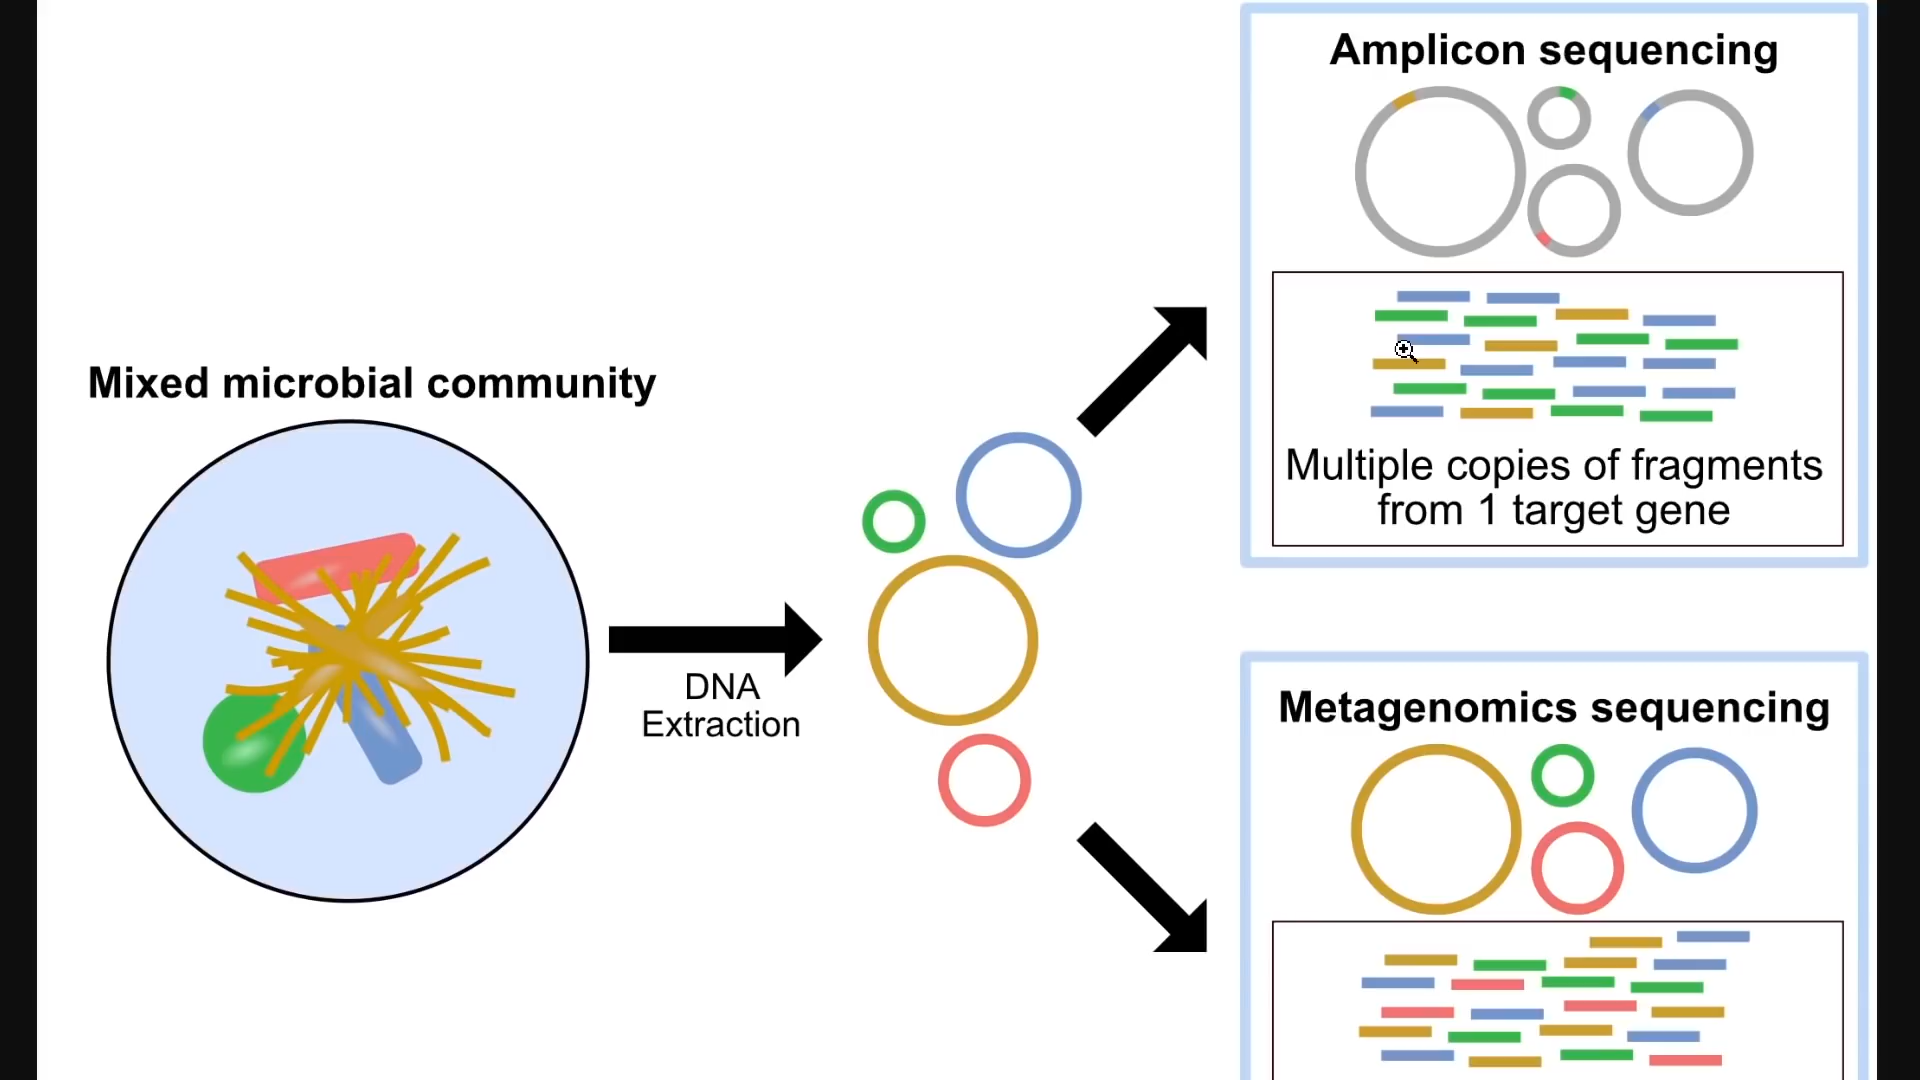 Mixed microbial community
DNA
Extraction
Amplicon sequencing
Multiple copies of fragments
from 1 target gene
Metagenomics sequencing